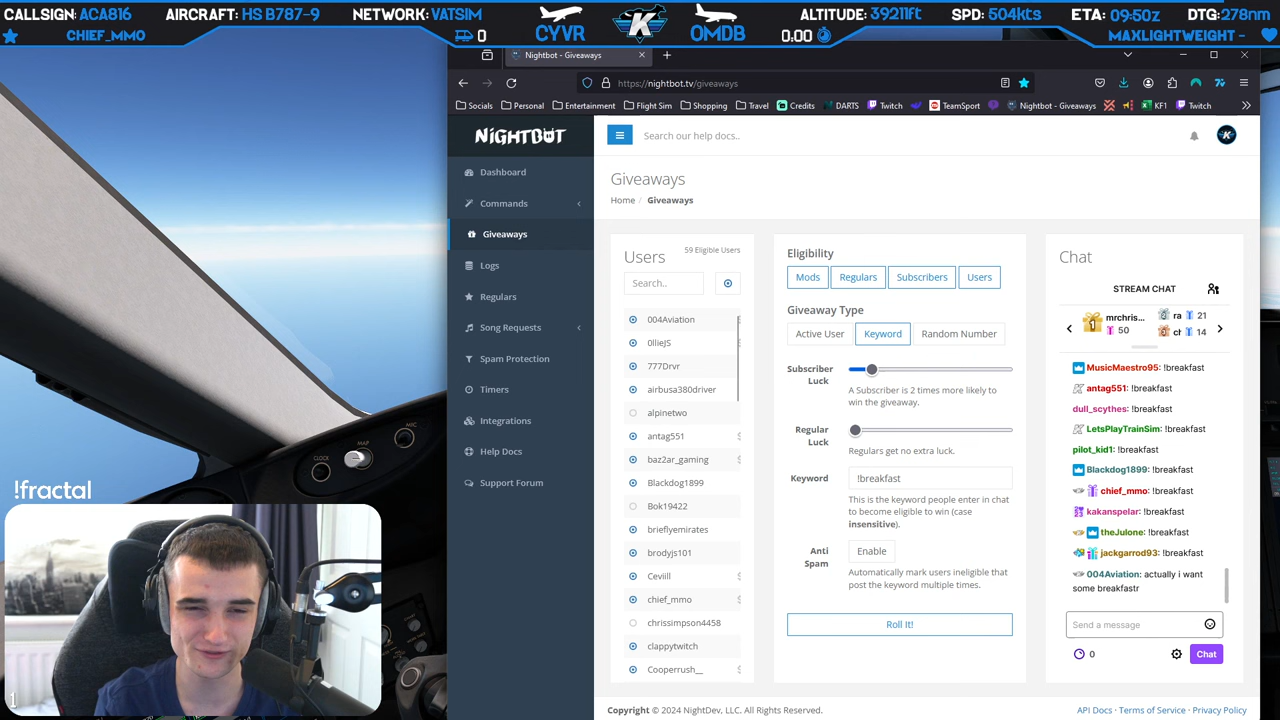 CALLSIGN: ACA816
AIRCRAFT: HS B787-9
NETWORK: VATSIM
ALTITUDE: 39211ft
SPD: 504kts
ETA: 09:50z
DTG: 278nm
CHIEF_MMO
0
CYVR
K
OMDB
0.00
MAXLIGHTWEIGHT -
Nightbot - Giveaways
https://nightbot.tv/giveaways
Socials
Personal
Entertainment
Flight Sim
Shopping
Travel
Credits
DARTS
Twitch
TeamSport
Nightbot - Giveaways
KF1
Twitch
NIGHTBOT
Search our help docs..
Dashboard
Commands
Giveaways
Logs
Regulars
Song Requests
Spam Protection
Timers
Integrations
Help Docs
Support Forum
Giveaways
Home / Giveaways
Users
59 Eligible Users
Search..
004Aviation
0llieJS
777Drvr
airbusa380driver
alpinetwo
antag551
baz2ar_gaming
Blackdog1899
Bok19422
brieflyemirates
brodyjs101
Ceviill
chief_mmo
chrissimpson4458
clappytwitch
Cooperrush__
Eligibility
Mods
Regulars
Subscribers
Users
Giveaway Type
Active User
Keyword
Random Number
Subscriber
Luck
A Subscriber is 2 times more likely to
win the giveaway.
Regular
Luck
Regulars get no extra luck.
Keyword
!breakfast
This is the keyword people enter in chat
to become eligible to win (case
insensitive).
Anti
Spam
Enable
Automatically mark users ineligible that
post the keyword multiple times.
Roll It!
Chat
STREAM CHAT
mrchris...
50
ra 21
14
MusicMaestro95: !breakfast
antag551: !breakfast
dull_scythes: !breakfast
LetsPlayTrainSim: !breakfast
pilot_kid1: !breakfast
Blackdog1899: !breakfast
chief_mmo: !breakfast
kakanspelar: !breakfast
theJulone: !breakfast
jackgarrod93: !breakfast
004Aviation: actually i want
some breakfastr
Send a message
0
Chat
Copyright © 2024 NightDev, LLC. All Rights Reserved.
API Docs · Terms of Service · Privacy Policy
MIC
MAP
CLOCK
!fractal
1